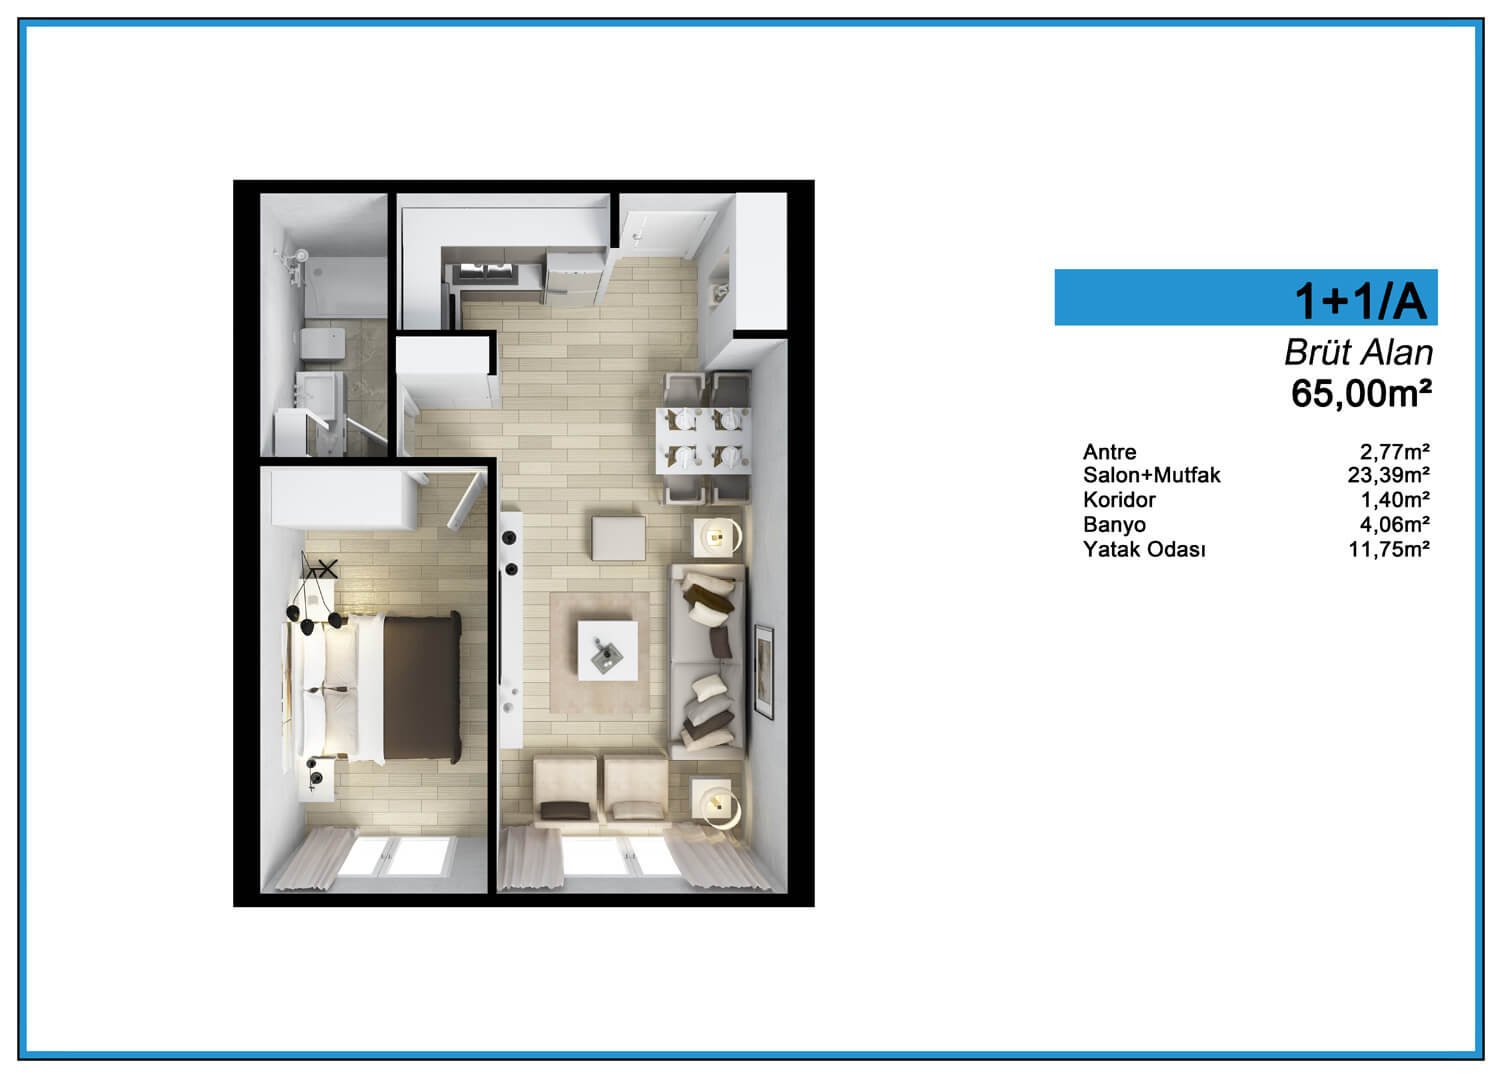 1+1/A
Brüt Alan
65,00m²
Antre 2,77m²
Salon+Mutfak 23,39m²
Koridor 1,40m²
Banyo 4,06m²
Yatak Odası 11,75m²